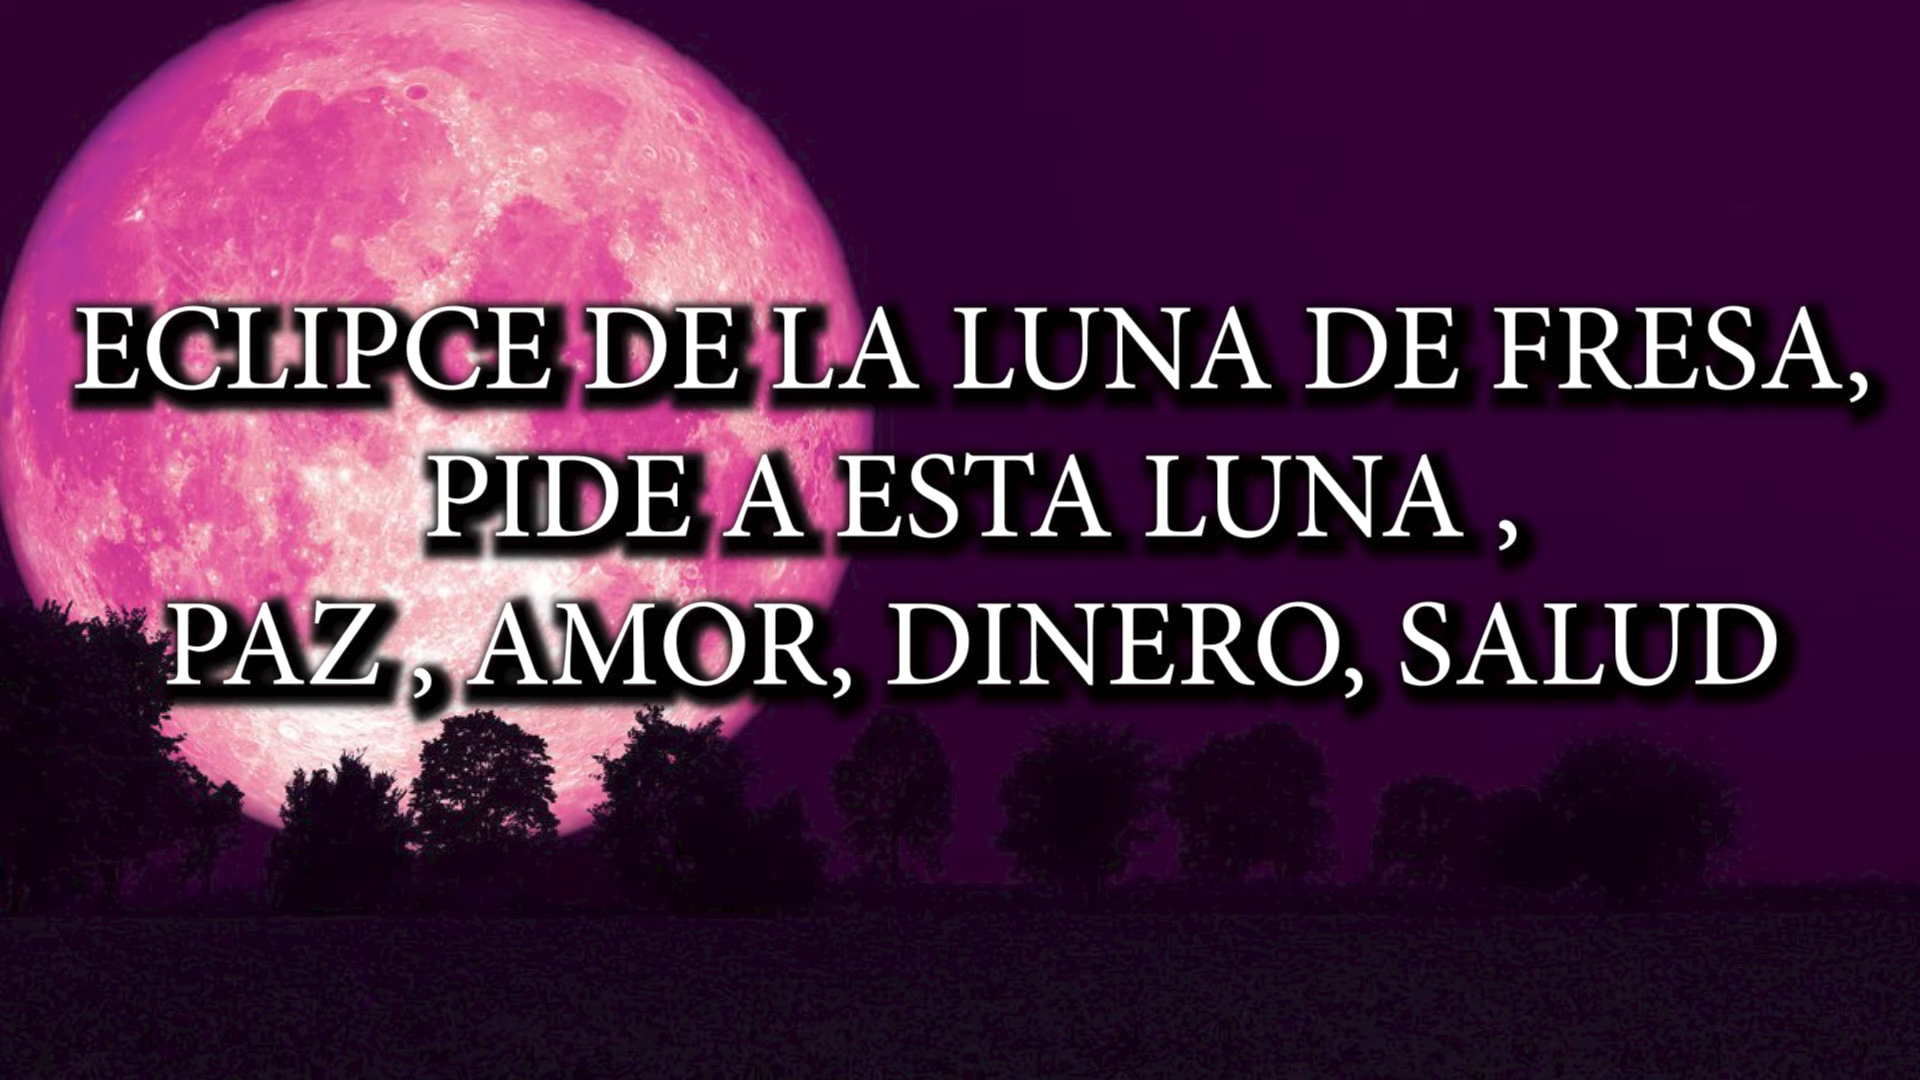 ECLIPCE DE LA LUNA DE FRESA,
PIDE A ESTA LUNA ,
PAZ , AMOR, DINERO, SALUD